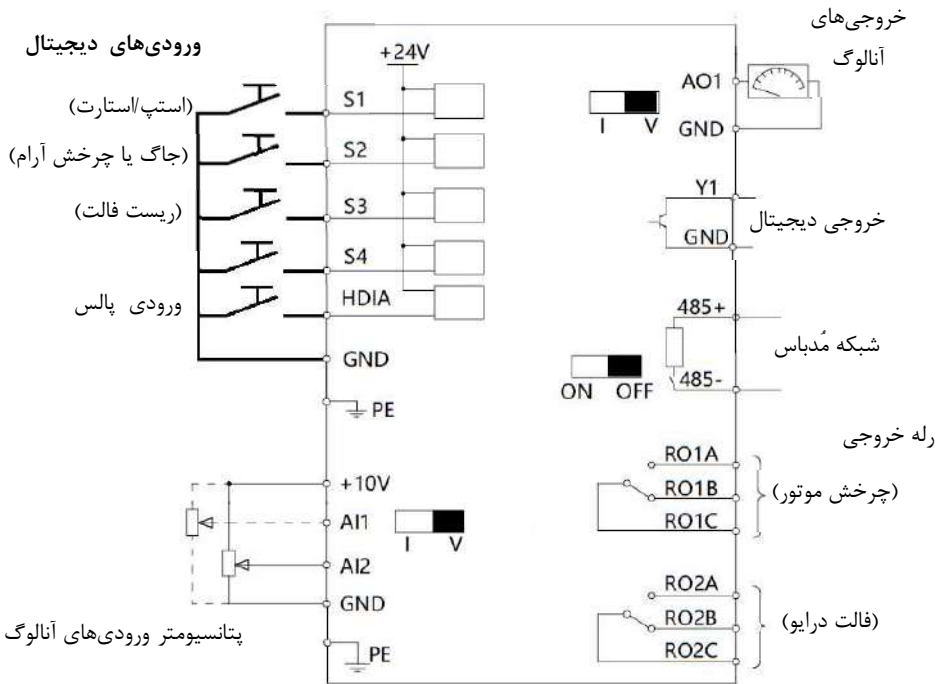 خروجی‌های
آنالوگ
ورودی‌های دیجیتال
+24V
AO1
I V
GND
(استپ/استارت)
S1
(جاگ یا چرخش آرام)
S2
(ریست فالت)
S3
S4
ورودی پالس
HDIA
GND
PE
Y1
خروجی دیجیتال
GND
485+
شبکه مُدباس
ON OFF
485-
رله خروجی
RO1A
(چرخش موتور)
RO1B
RO1C
+10V
AI1
I V
AI2
GND
پتانسیومتر ورودی‌های آنالوگ
PE
RO2A
(فالت درایو)
RO2B
RO2C